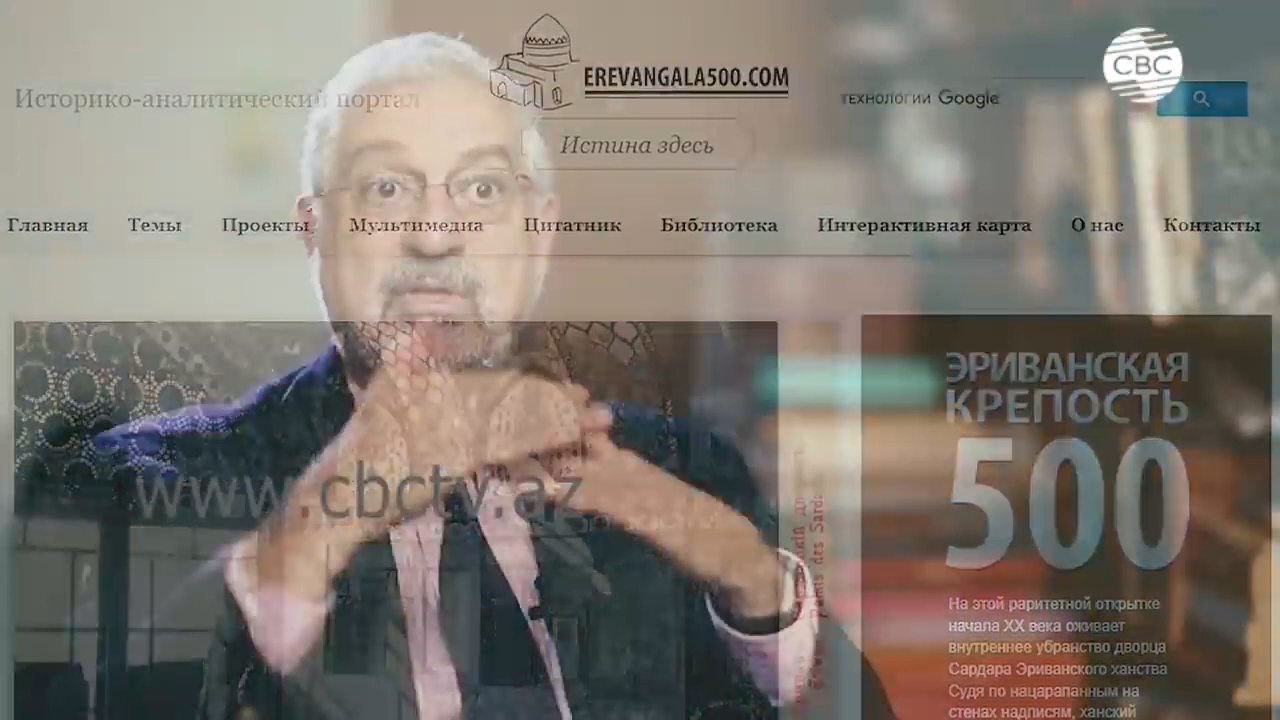 CBC
EREVANGALA500.COM
Историко-аналитический портал
технологии Google
Истина здесь
Главная Темы Проекты Мультимедиа Цитатник Библиотека Интерактивная карта О нас Контакты
ЭРИВАНСКАЯ
КРЕПОСТЬ
500
www.cbctv.az
На этой раритетной открытке
начала XX века оживает
внутреннее убранство дворца
Сардара Эриванского ханства
Судя по нацарапанным на
стенах надписям, ханский